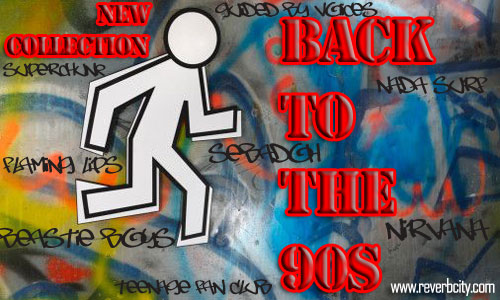 NEW
COLLECTION
GUIDED BY VOICES
SUPERCHUNK
BACK
TO
THE
90S
NADA SURF
SEBADOH
FLAMING LIPS
BEASTIE BOYS
NIRVANA
TEENAGE FAN CLUB
www.reverbcity.com